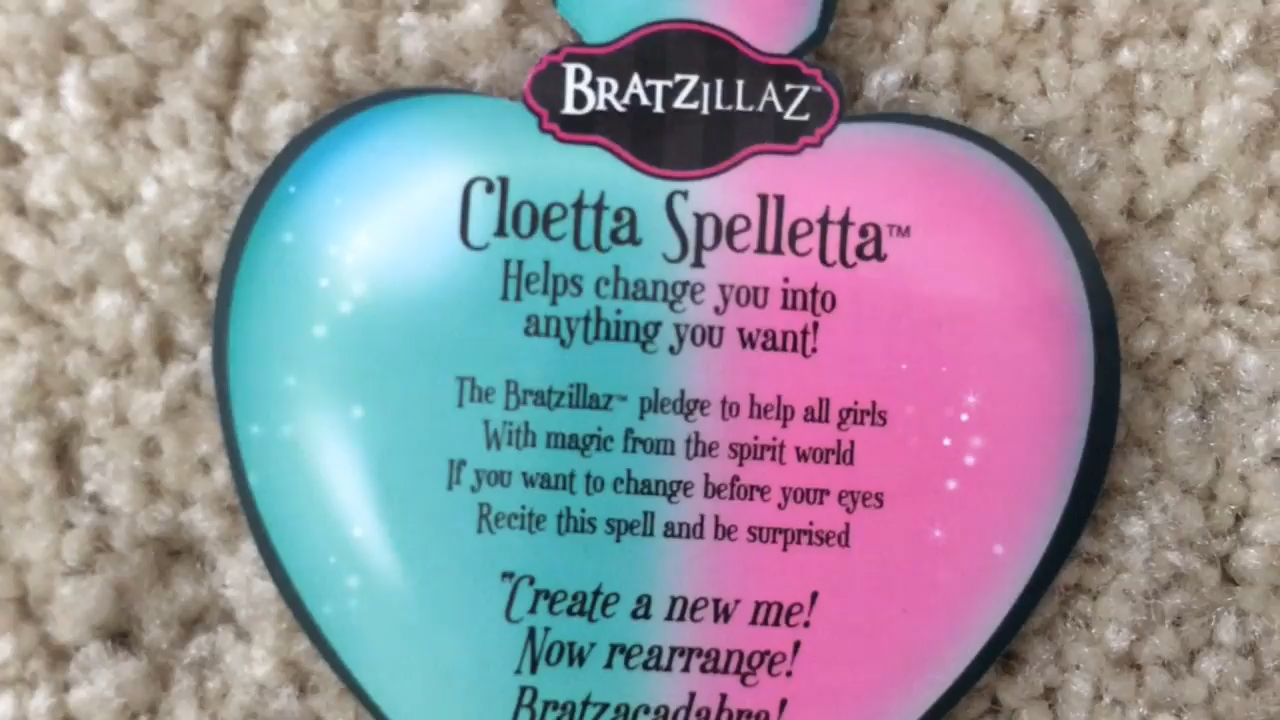 BRATZILLAZ™
Cloetta Spelletta™
Helps change you into
anything you want!
The Bratzillaz™ pledge to help all girls
With magic from the spirit world
If you want to change before your eyes
Recite this spell and be surprised
"Create a new me!
Now rearrange!
Bratzacadabra!